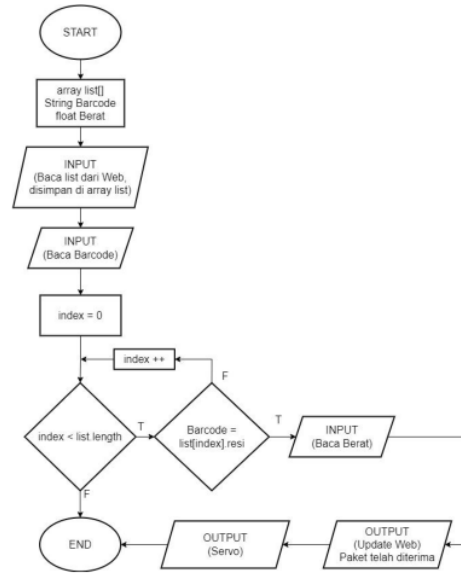 START
array list[]
String Barcode
float Berat
INPUT
(Baca list dari Web,
disimpan di array list)
INPUT
(Baca Barcode)
index = 0
index ++
F
index < list.length
T
Barcode =
list[index].resi
T
INPUT
(Baca Berat)
F
END
OUTPUT
(Servo)
OUTPUT
(Update Web)
Paket telah diterima